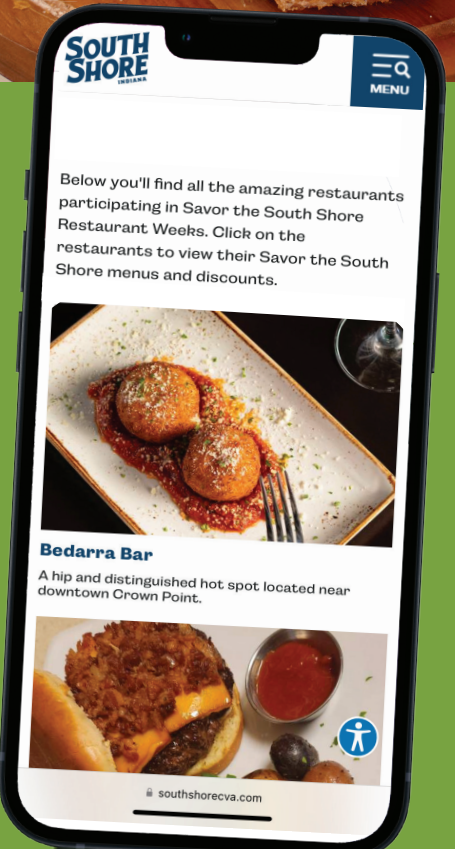 SOUTH
SHORE
INDIANA
MENU
Below you'll find all the amazing restaurants
participating in Savor the South Shore
Restaurant Weeks. Click on the
restaurants to view their Savor the South
Shore menus and discounts.
Bedarra Bar
A hip and distinguished hot spot located near
downtown Crown Point.
southshorecva.com